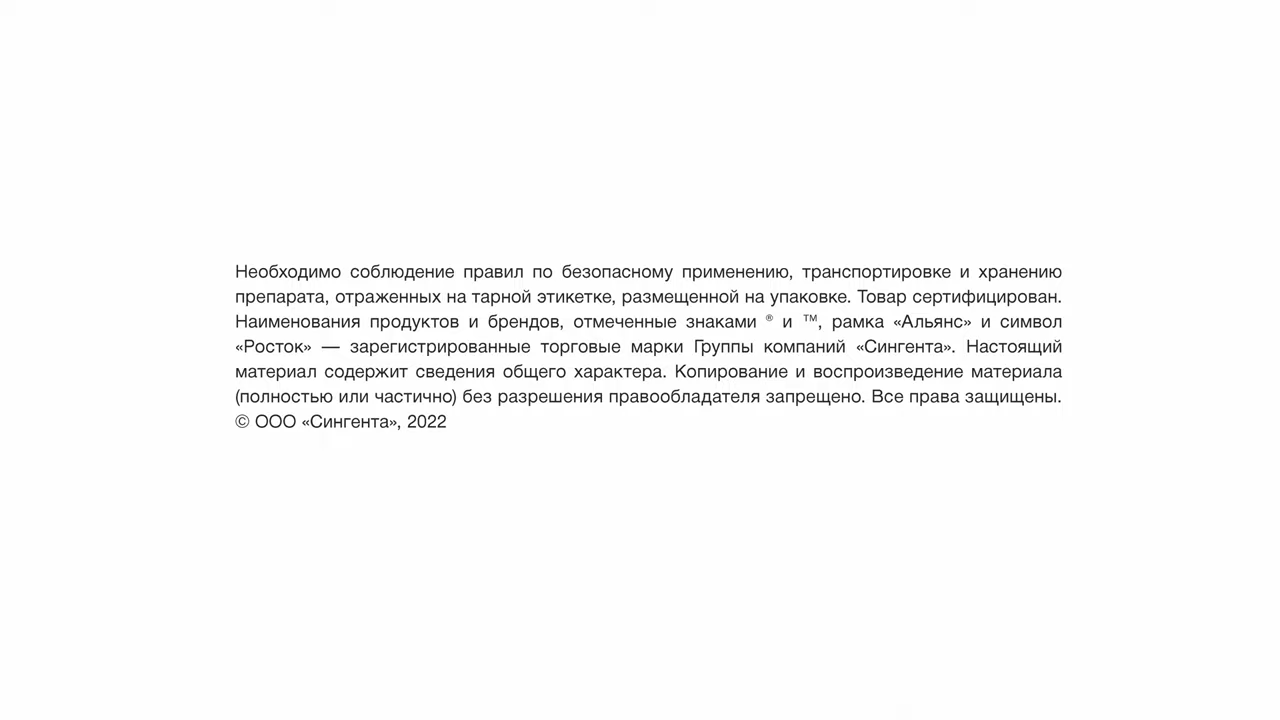 Необходимо соблюдение правил по безопасному применению, транспортировке и хранению
препарата, отраженных на тарной этикетке, размещенной на упаковке. Товар сертифицирован.
Наименования продуктов и брендов, отмеченные знаками ® и ™, рамка «Альянс» и символ
«Росток» — зарегистрированные торговые марки Группы компаний «Сингента». Настоящий
материал содержит сведения общего характера. Копирование и воспроизведение материала
(полностью или частично) без разрешения правообладателя запрещено. Все права защищены.
© ООО «Сингента», 2022